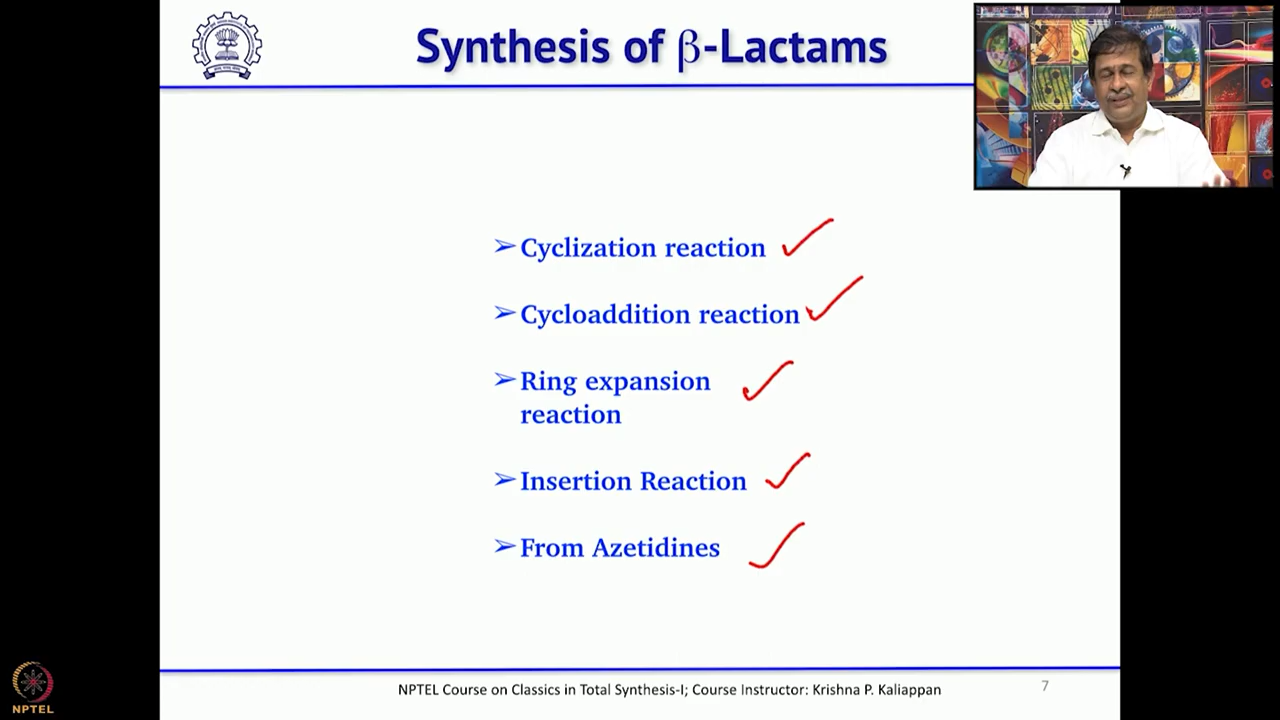 Synthesis of β-Lactams
➢Cyclization reaction
➢Cycloaddition reaction
➢Ring expansion
reaction
➢Insertion Reaction
➢From Azetidines
NPTEL Course on Classics in Total Synthesis-I; Course Instructor: Krishna P. Kaliappan
7
NPTEL